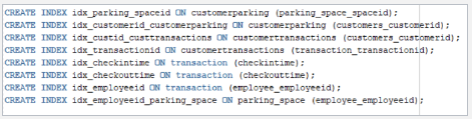 CREATE INDEX idx_parking_spaceid ON customerparking (parking_space_spaceid);
CREATE INDEX idx_customerid_customerparking ON customerparking (customers_customerid);
CREATE INDEX idx_custid_custtransactions ON customertransactions (customers_customerid);
CREATE INDEX idx_transactionid ON customertransactions (transaction_transactionid);
CREATE INDEX idx_checkintime ON transaction (checkintime);
CREATE INDEX idx_checkouttime ON transaction (checkouttime);
CREATE INDEX idx_employeeid ON transaction (employee_employeeid);
CREATE INDEX idx_employeeid_parking_space ON parking_space (employee_employeeid);